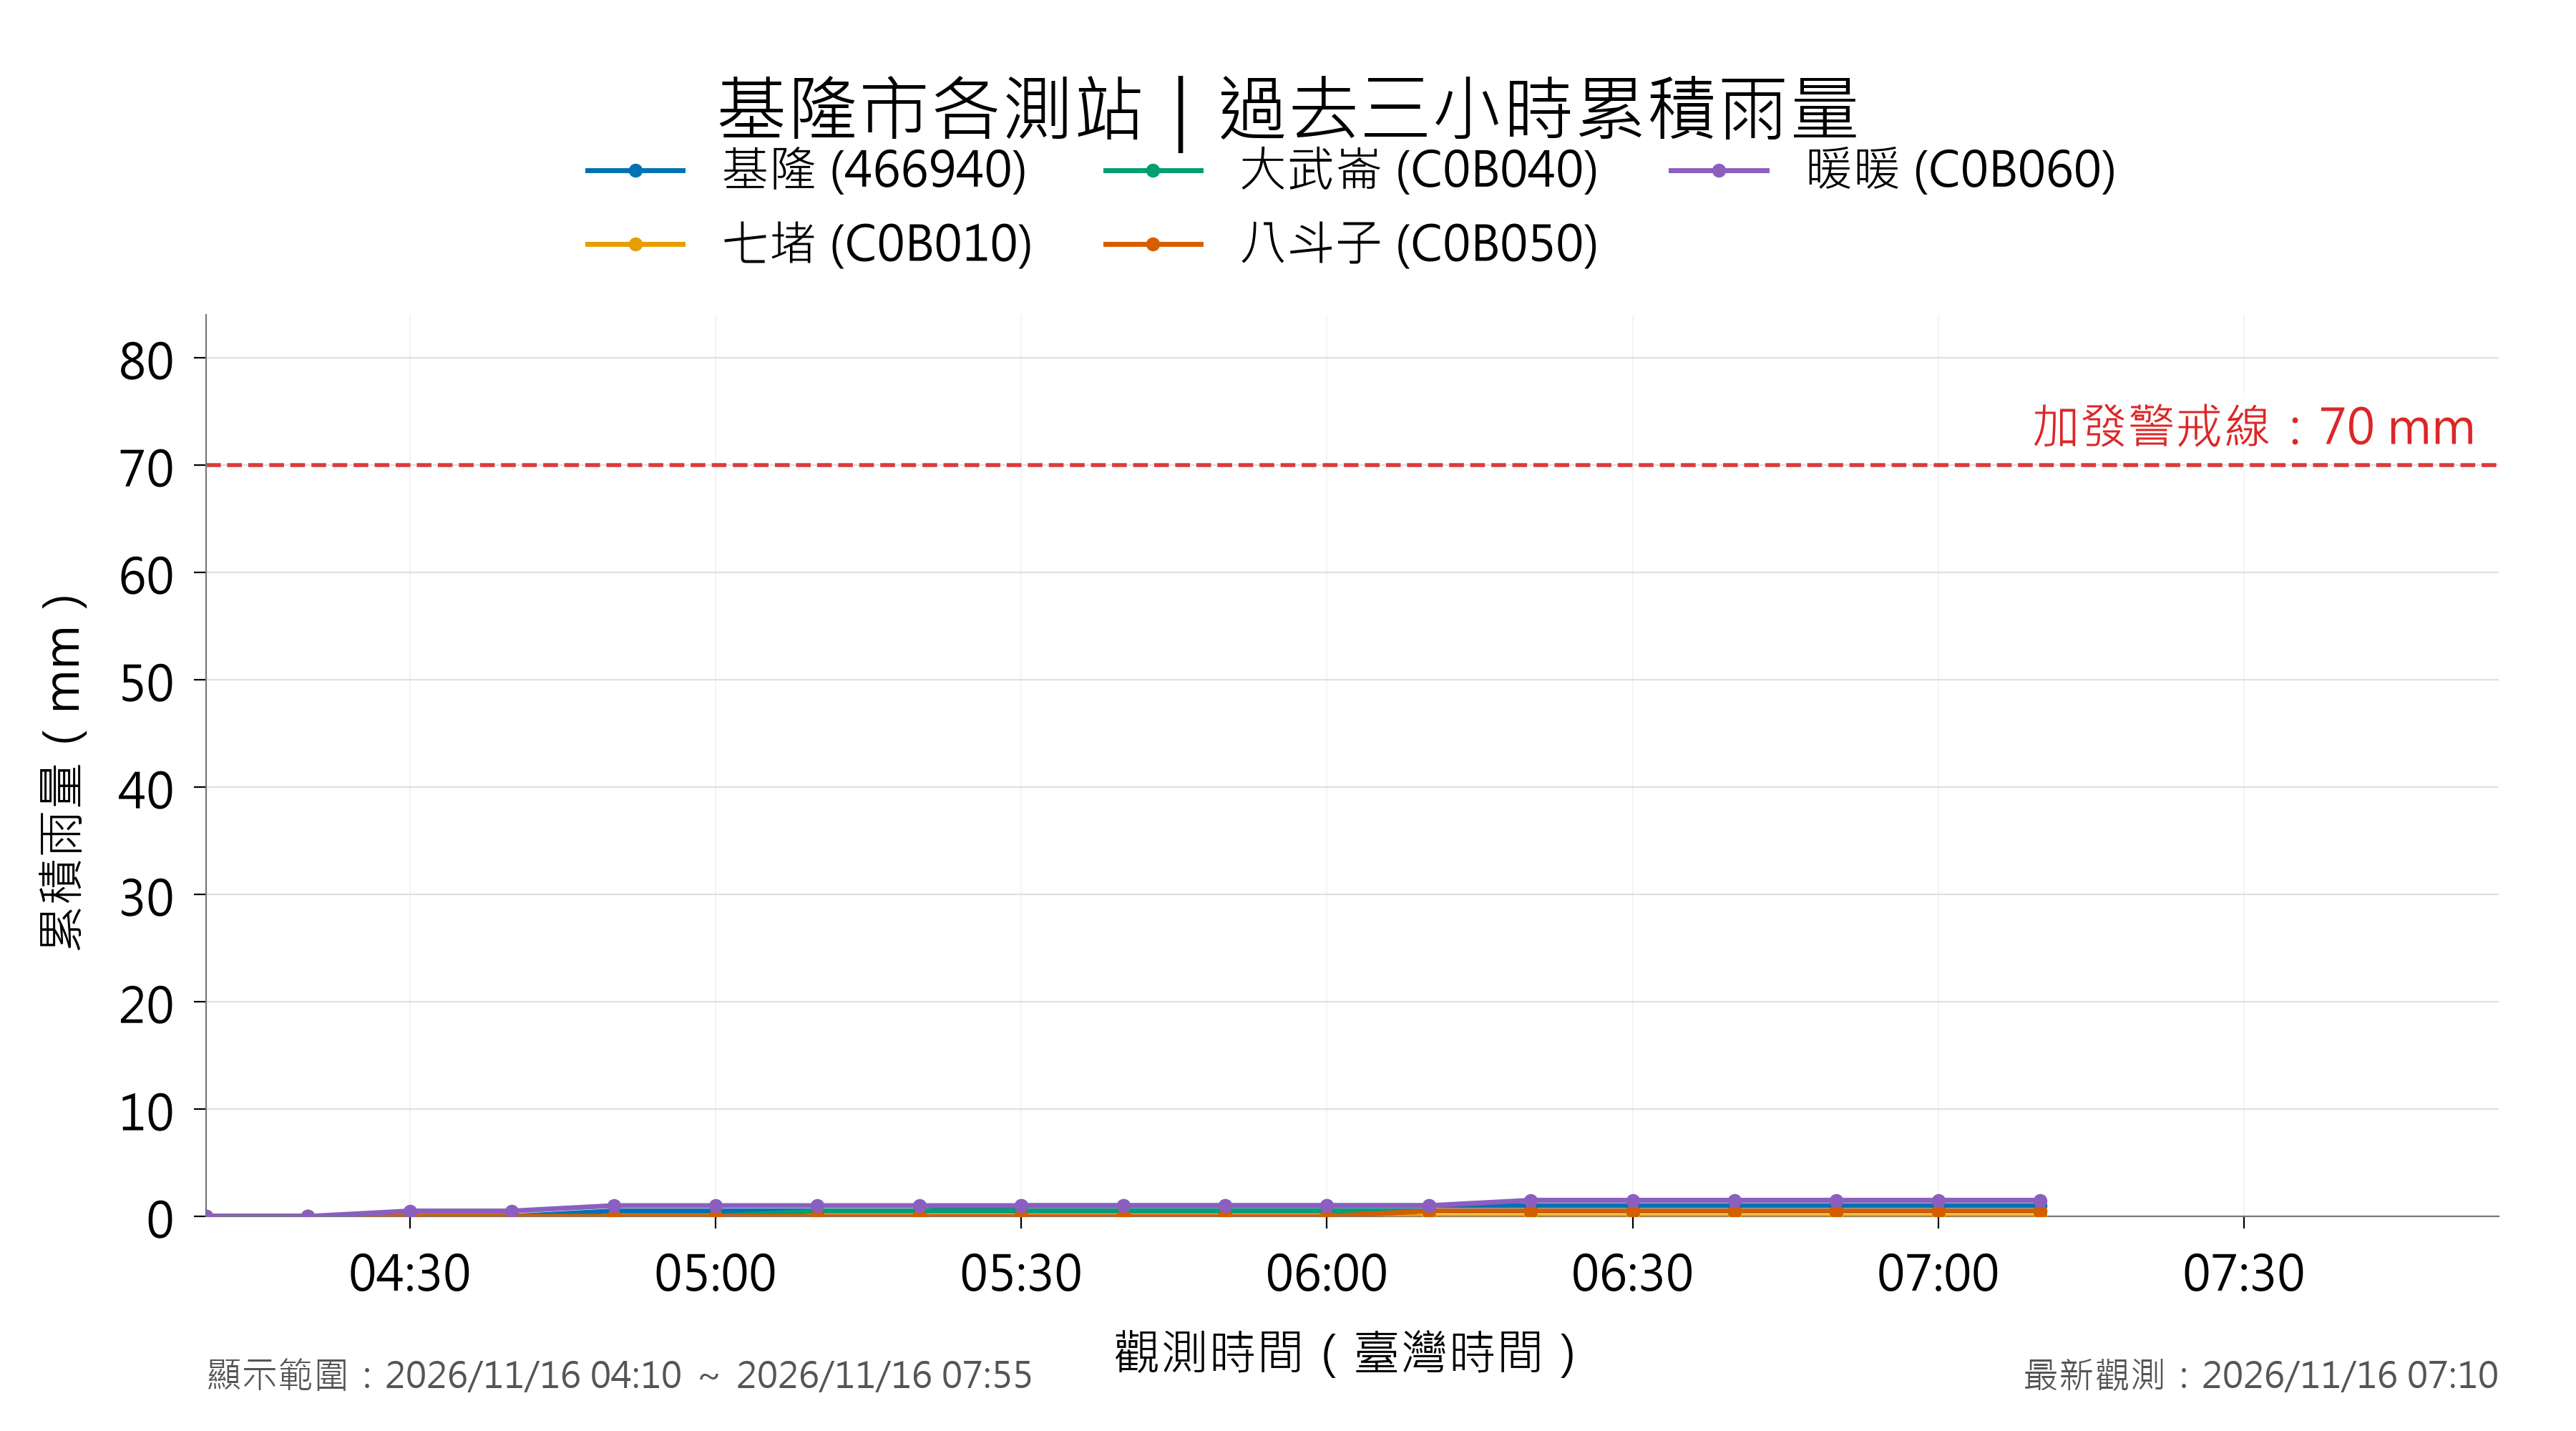 基隆市各測站｜過去三小時累積雨量
基隆 (466940)
大武崙 (C0B040)
暖暖 (C0B060)
七堵 (C0B010)
八斗子 (C0B050)
累積雨量（mm）
80
70
60
50
40
30
20
10
0
加發警戒線：70 mm
04:30
05:00
05:30
06:00
06:30
07:00
07:30
觀測時間（臺灣時間）
顯示範圍：2026/11/16 04:10 ~ 2026/11/16 07:55
最新觀測：2026/11/16 07:10